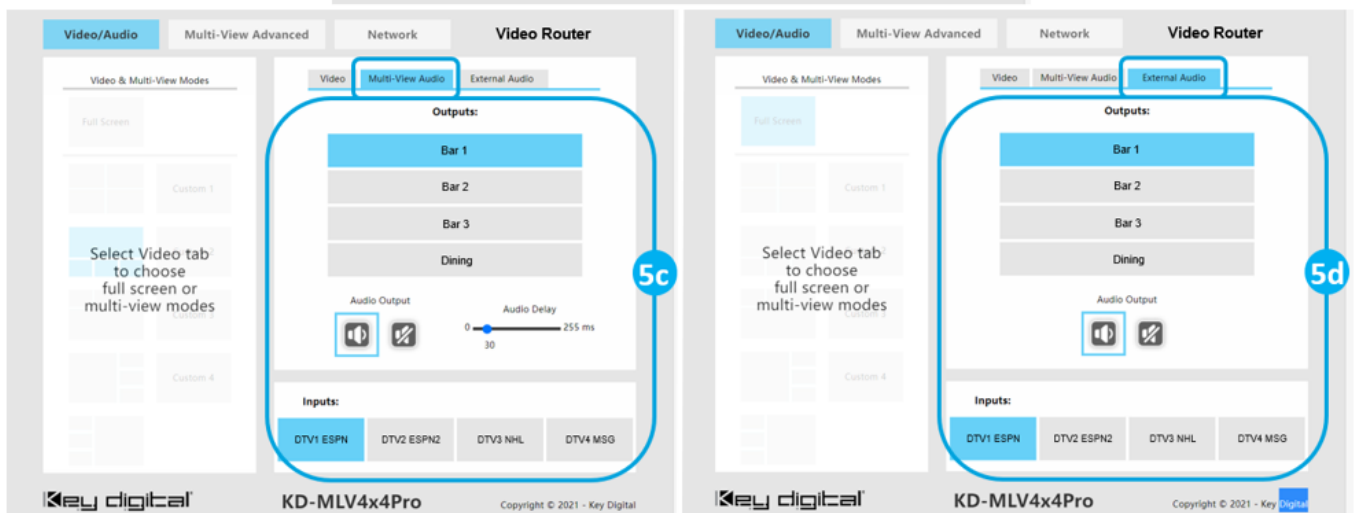 Video/Audio
Multi-View Advanced
Network
Video Router
Video & Multi-View Modes
Full Screen
Custom 1
Custom 4
Select Video tab
to choose
full screen or
multi-view modes
Video
Multi-View Audio
External Audio
Outputs:
Bar 1
Bar 2
Bar 3
Dining
Audio Output
Audio Delay
0
255 ms
30
Inputs:
DTV1 ESPN
DTV2 ESPN2
DTV3 NHL
DTV4 MSG
5c
Key digital
KD-MLV4x4Pro
Copyright © 2021 - Key Digital
Video/Audio
Multi-View Advanced
Network
Video Router
Video & Multi-View Modes
Full Screen
Custom 1
Custom 4
Select Video tab
to choose
full screen or
multi-view modes
Video
Multi-View Audio
External Audio
Outputs:
Bar 1
Bar 2
Bar 3
Dining
Audio Output
Inputs:
DTV1 ESPN
DTV2 ESPN2
DTV3 NHL
DTV4 MSG
5d
Key digital
KD-MLV4x4Pro
Copyright © 2021 - Key Digital